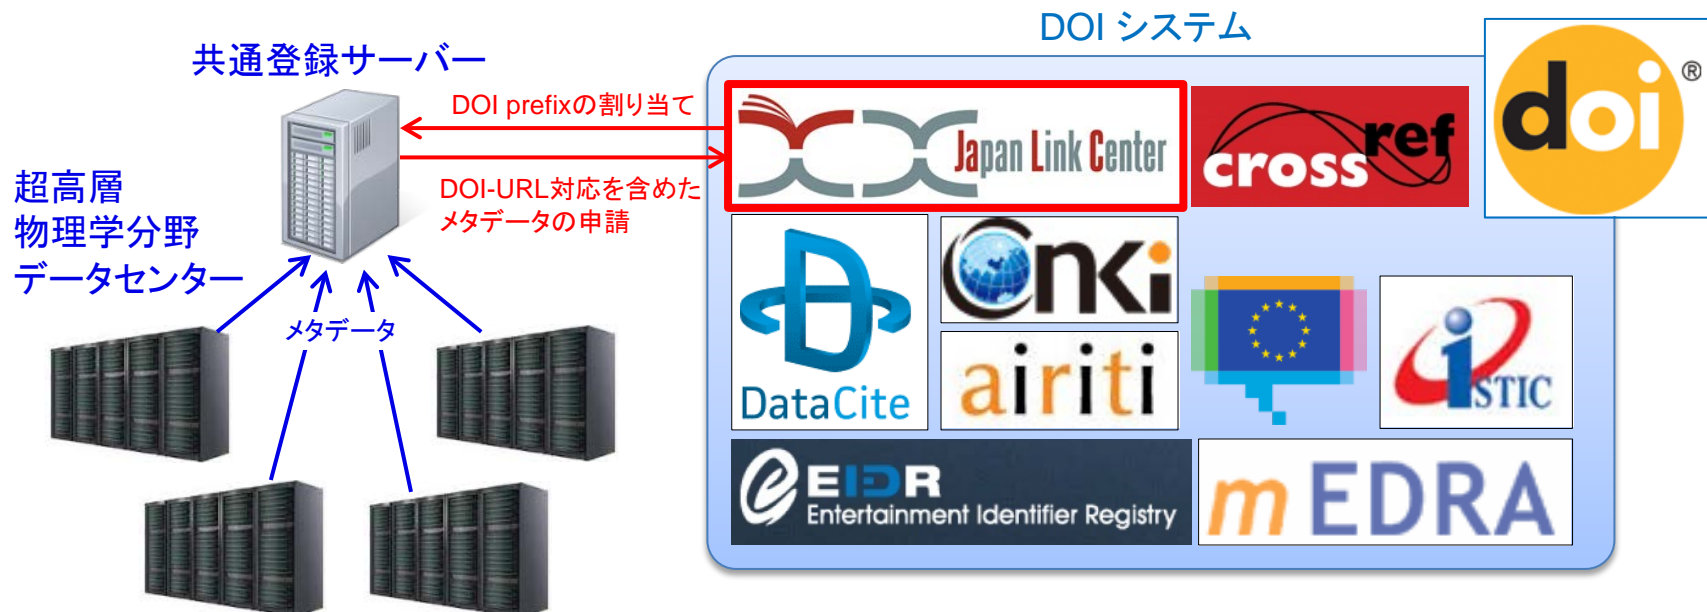 DOI システム
共通登録サーバー
doi®
DOI prefixの割り当て
Japan Link Center
crossref
超高層
物理学分野
データセンター
DOI-URL対応を含めた
メタデータの申請
cnki
メタデータ
DataCite
airiti
iSTIC
EIDR
Entertainment Identifier Registry
mEDRA